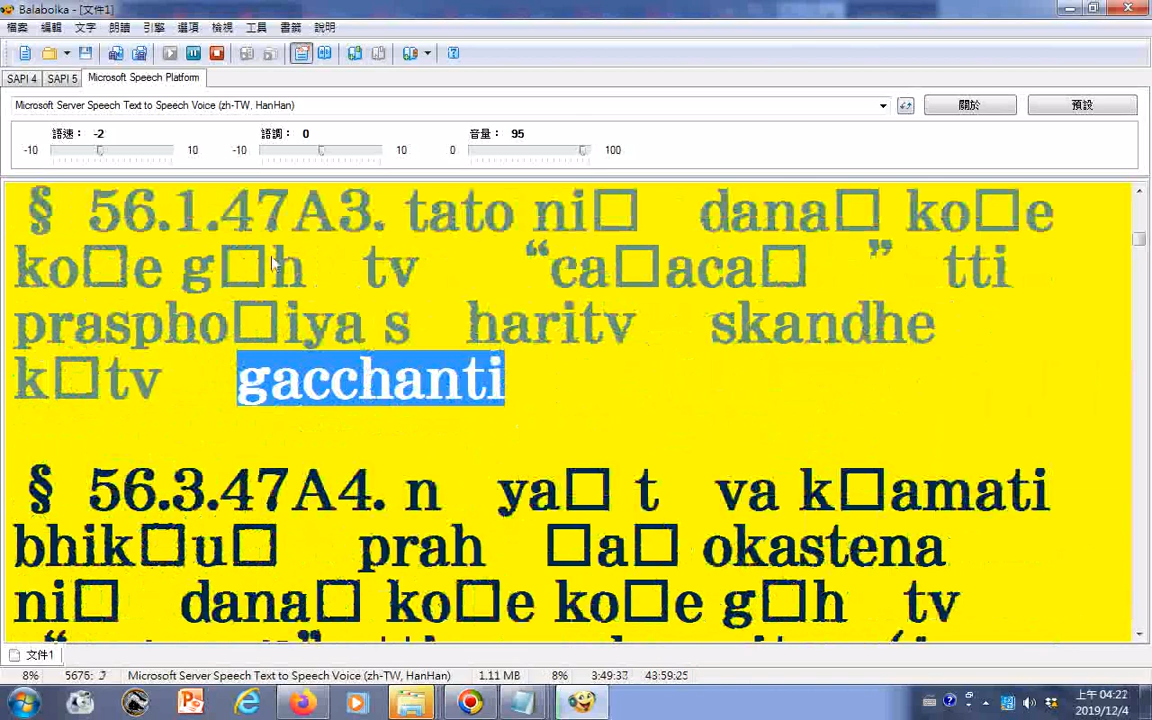 Balabolka - [文件1]
檔案 編輯 文字 朗讀 引擎 選項 檢視 工具 書籤 說明
SAPI 4 SAPI 5 Microsoft Speech Platform
Microsoft Server Speech Text to Speech Voice (zh-TW, HanHan) 關於 預設
語速： -2 語調： 0 音量： 95
-10 10 -10 10 0 100
§ 56.1.47A3. tato ni□ dana□ ko□e
ko□e g□h tv “ca□aca□ ” tti
praspho□iya s haritv skandhe
k□tv gacchanti
§ 56.3.47A4. n ya□ t va k□amati
bhik□u□ prah □a□ okastena
ni□ dana□ ko□e ko□e g□h tv
文件1
8% 5675: Microsoft Server Speech Text to Speech Voice (zh-TW, HanHan) 8% 3:49:37 43:59:25
上午 04:22
2019/12/4